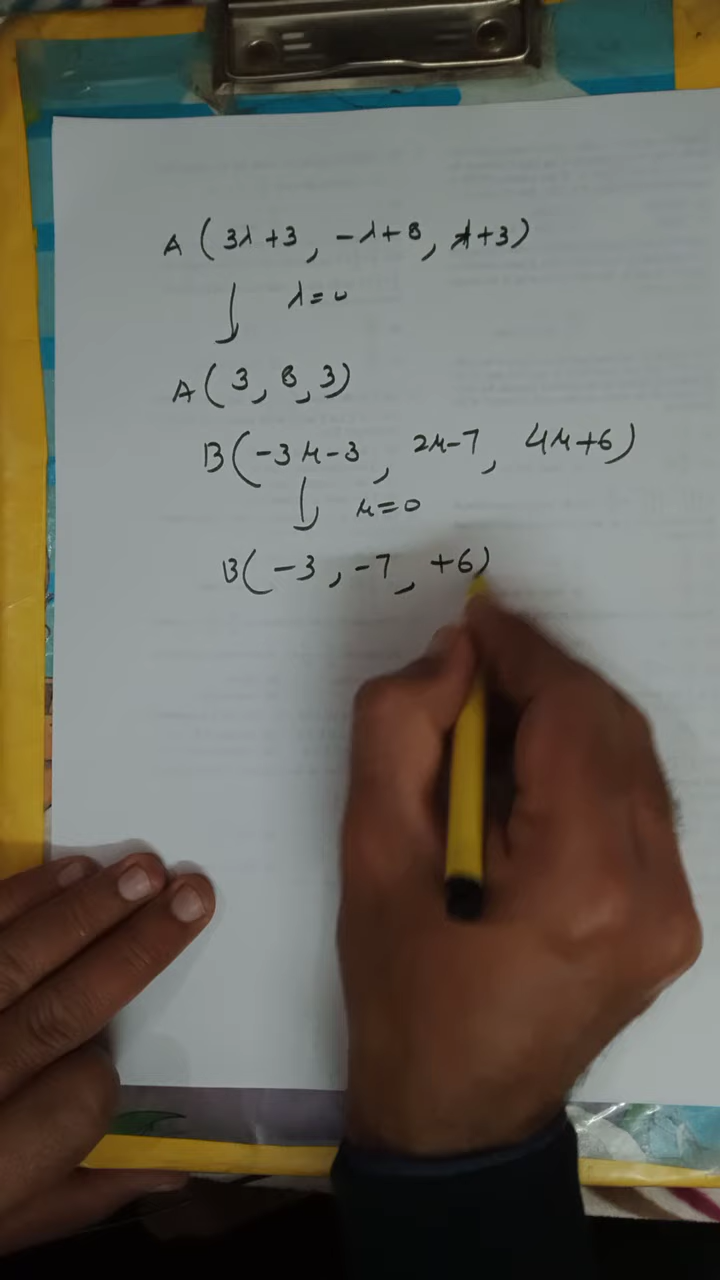 A (3λ+3, -λ+8, λ+3)
λ=0
A (3, 8, 3)
B (-3μ-3, 2μ-7, 4μ+6)
μ=0
B (-3, -7, +6)